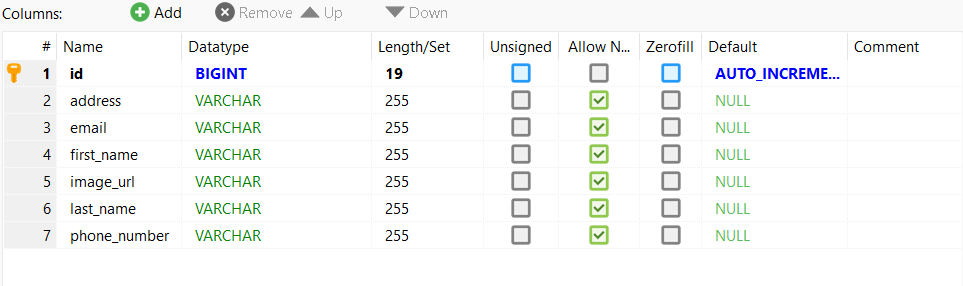 Columns: Add Remove Up Down
# Name Datatype Length/Set Unsigned Allow N... Zerofill Default Comment
1 id BIGINT 19 AUTO_INCREME...
2 address VARCHAR 255 NULL
3 email VARCHAR 255 NULL
4 first_name VARCHAR 255 NULL
5 image_url VARCHAR 255 NULL
6 last_name VARCHAR 255 NULL
7 phone_number VARCHAR 255 NULL